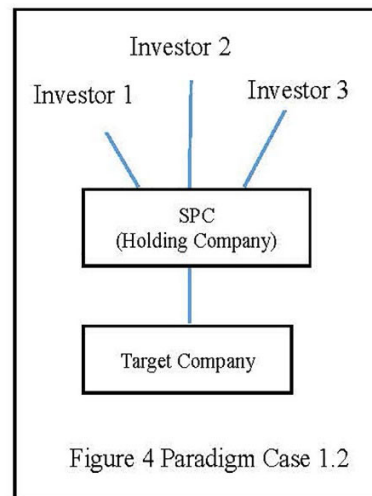 Investor 2
Investor 1
Investor 3
SPC
(Holding Company)
Target Company
Figure 4 Paradigm Case 1.2